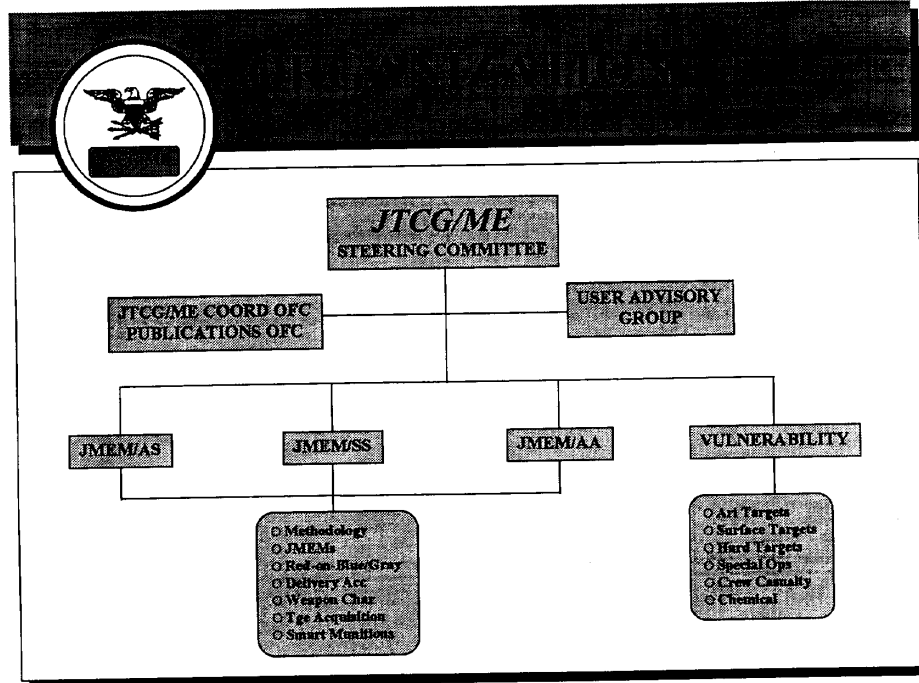 ORGANIZATION
JTCG/ME
STEERING COMMITTEE
JTCG/ME COORD OFC
PUBLICATIONS OFC
USER ADVISORY
GROUP
JMEM/AS
JMEM/SS
JMEM/AA
VULNERABILITY
○ Methodology
○ JMEMs
○ Red-on-Blue/Gray
○ Delivery Acc
○ Weapon Char
○ Tgt Acquisition
○ Smart Munitions
○ Air Targets
○ Surface Targets
○ Hard Targets
○ Special Ops
○ Crew Casualty
○ Chemical